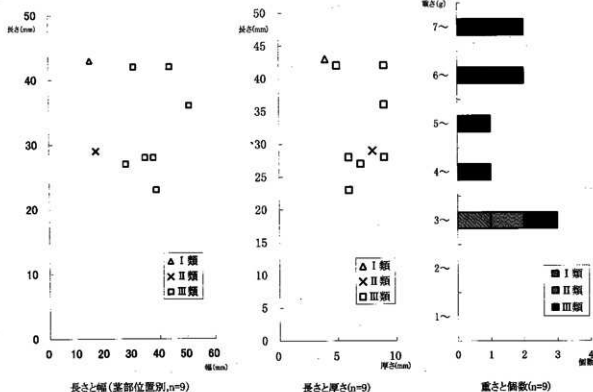 長さ(mm)
50
40
30
20
10
0
0 10 20 30 40 50 60
幅(mm)
Ⅰ類
Ⅱ類
Ⅲ類
長さと幅(茎部位置別,n=9)
長さ(mm)
50
45
40
35
30
25
20
15
10
5
0
0 5 10
厚さ(mm)
Ⅰ類
Ⅱ類
Ⅲ類
長さと厚さ(n=9)
重さ(g)
7~
6~
5~
4~
3~
2~
1~
0 1 2 3 4
個数
Ⅰ類
Ⅱ類
Ⅲ類
重さと個数(n=9)